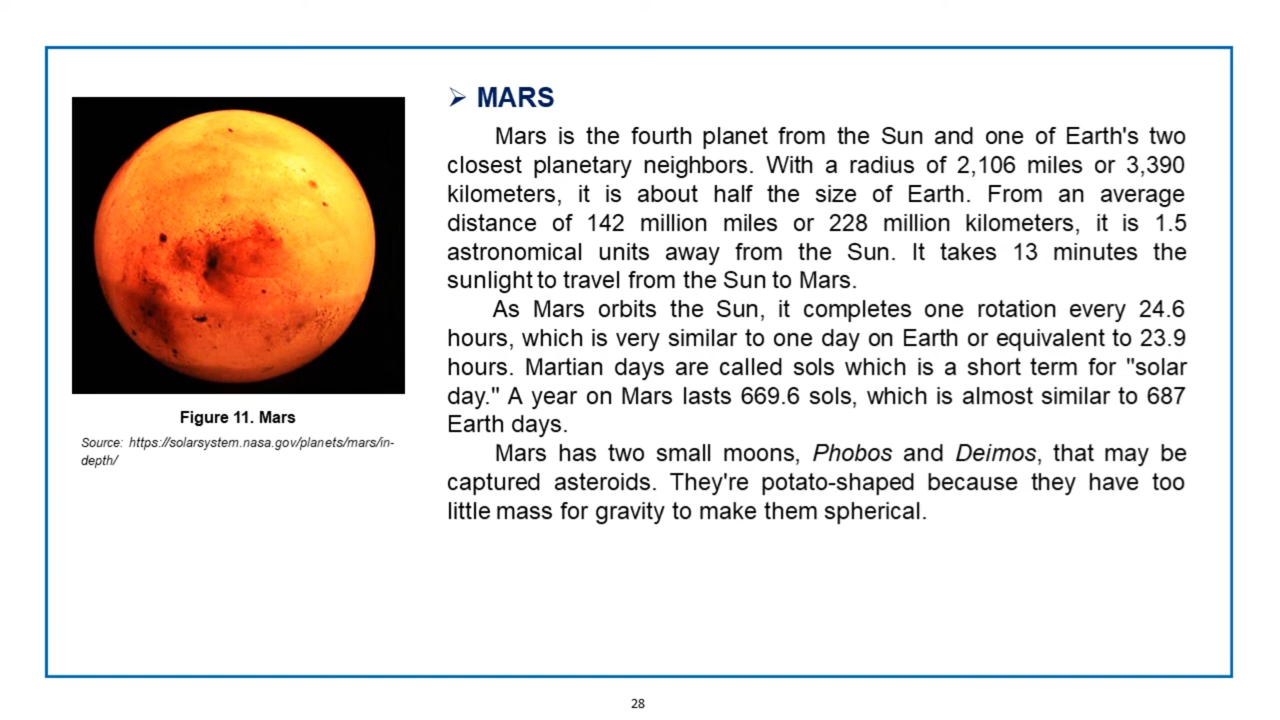 Figure 11. Mars
Source: https://solarsystem.nasa.gov/planets/mars/in-
depth/
➢ MARS
Mars is the fourth planet from the Sun and one of Earth's two
closest planetary neighbors. With a radius of 2,106 miles or 3,390
kilometers, it is about half the size of Earth. From an average
distance of 142 million miles or 228 million kilometers, it is 1.5
astronomical units away from the Sun. It takes 13 minutes the
sunlight to travel from the Sun to Mars.
As Mars orbits the Sun, it completes one rotation every 24.6
hours, which is very similar to one day on Earth or equivalent to 23.9
hours. Martian days are called sols which is a short term for "solar
day." A year on Mars lasts 669.6 sols, which is almost similar to 687
Earth days.
Mars has two small moons, Phobos and Deimos, that may be
captured asteroids. They're potato-shaped because they have too
little mass for gravity to make them spherical.
28